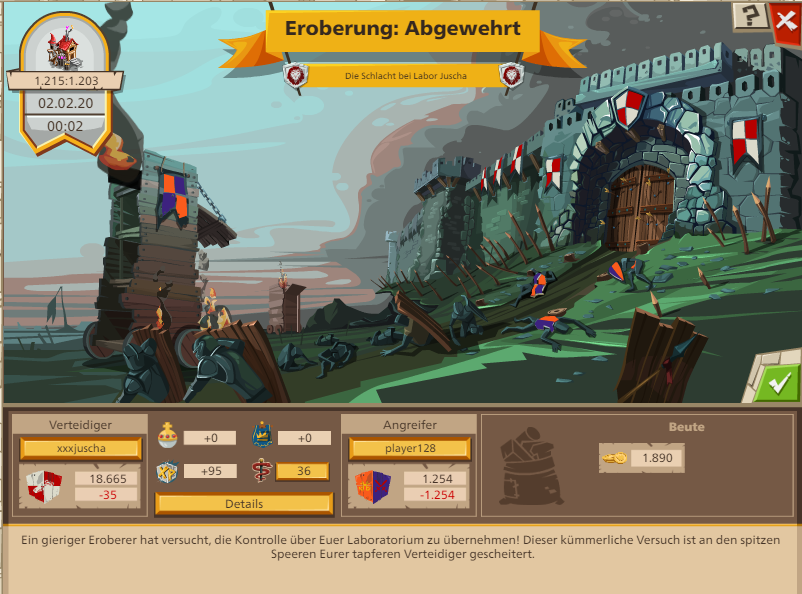 Eroberung: Abgewehrt
?
Die Schlacht bei Labor Juscha
1.215:1.203
02.02.20
00:02
Verteidiger
xxxjuscha
18.665
-35
+0
+0
+95
36
Details
Angreifer
player128
1.254
-1.254
Beute
1.890
Ein gieriger Eroberer hat versucht, die Kontrolle über Euer Laboratorium zu übernehmen! Dieser kümmerliche Versuch ist an den spitzen
Speeren Eurer tapferen Verteidiger gescheitert.